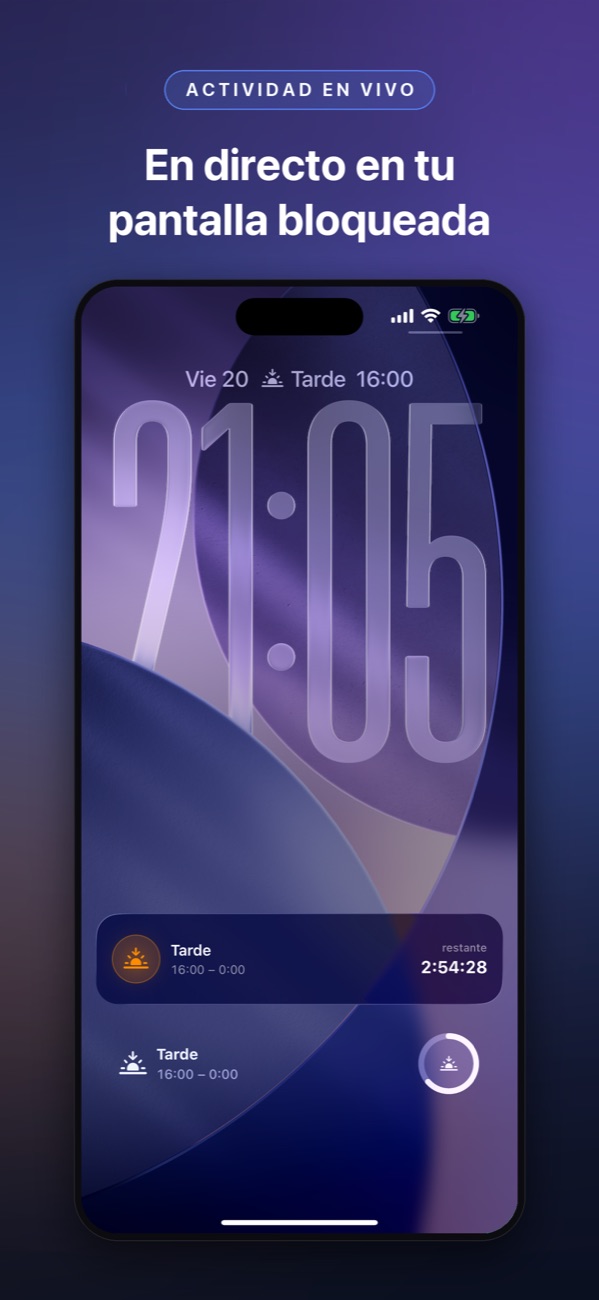 ACTIVIDAD EN VIVO
En directo en tu
pantalla bloqueada
Vie 20 Tarde 16:00
21:05
Tarde
16:00 – 0:00
restante
2:54:28
Tarde
16:00 – 0:00